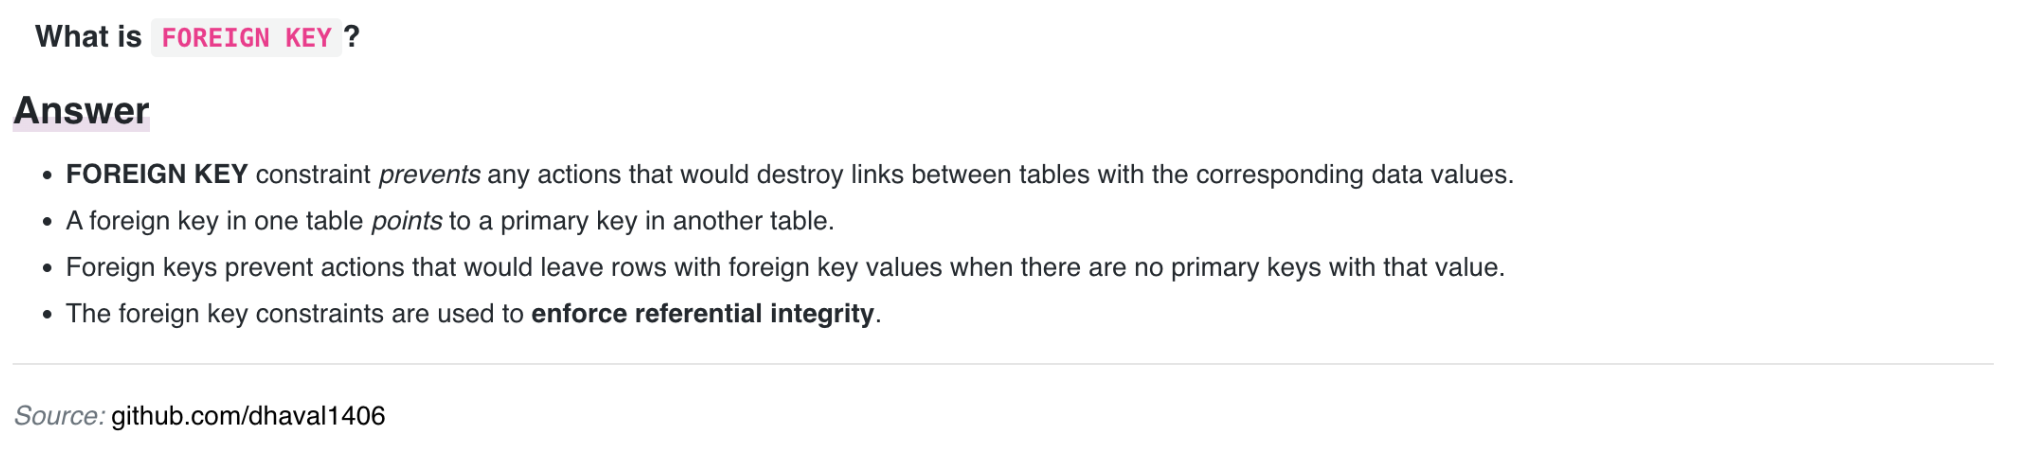 What is FOREIGN KEY?
Answer
• FOREIGN KEY constraint prevents any actions that would destroy links between tables with the corresponding data values.
• A foreign key in one table points to a primary key in another table.
• Foreign keys prevent actions that would leave rows with foreign key values when there are no primary keys with that value.
• The foreign key constraints are used to enforce referential integrity.
Source: github.com/dhaval1406